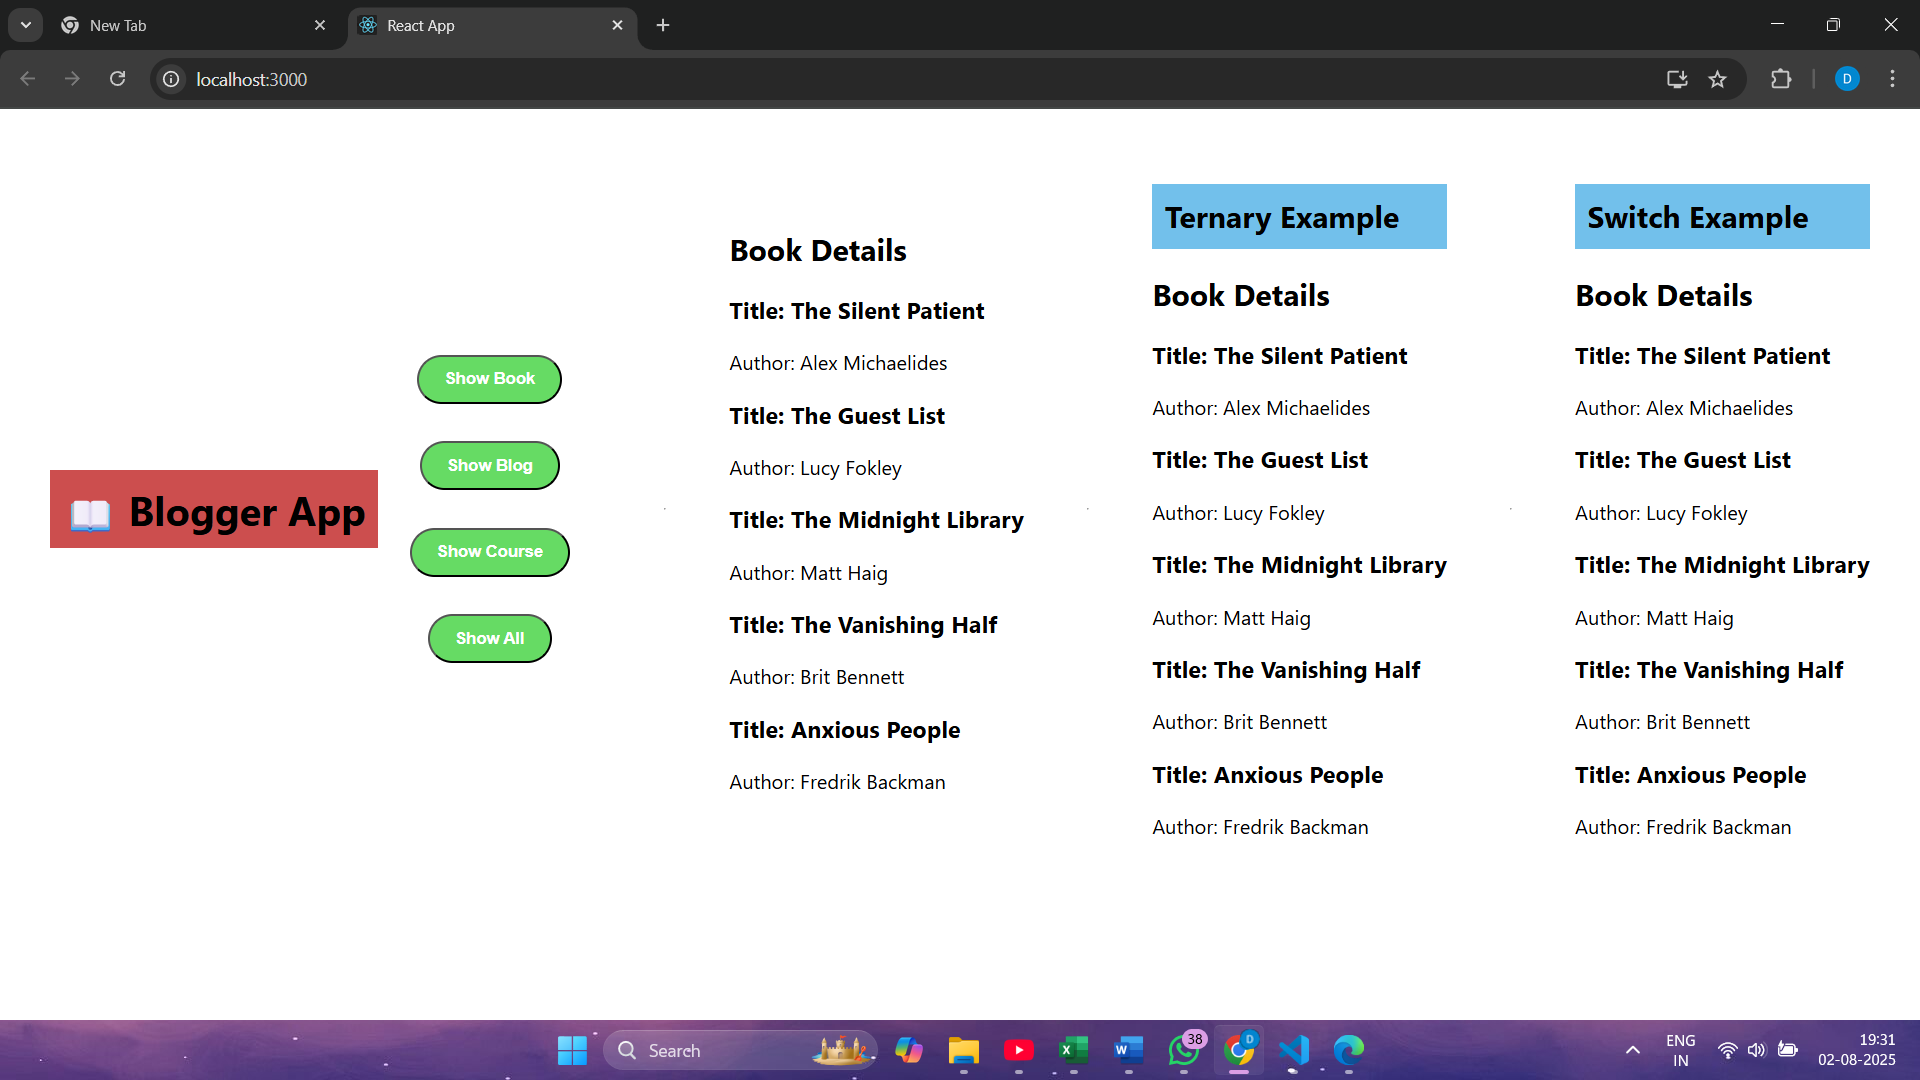 New Tab
React App
localhost:3000
D
Blogger App
Show Book
Show Blog
Show Course
Show All
Book Details
Title: The Silent Patient
Author: Alex Michaelides
Title: The Guest List
Author: Lucy Fokley
Title: The Midnight Library
Author: Matt Haig
Title: The Vanishing Half
Author: Brit Bennett
Title: Anxious People
Author: Fredrik Backman
Ternary Example
Book Details
Title: The Silent Patient
Author: Alex Michaelides
Title: The Guest List
Author: Lucy Fokley
Title: The Midnight Library
Author: Matt Haig
Title: The Vanishing Half
Author: Brit Bennett
Title: Anxious People
Author: Fredrik Backman
Switch Example
Book Details
Title: The Silent Patient
Author: Alex Michaelides
Title: The Guest List
Author: Lucy Fokley
Title: The Midnight Library
Author: Matt Haig
Title: The Vanishing Half
Author: Brit Bennett
Title: Anxious People
Author: Fredrik Backman
Search
X
W
38
D
ENG
IN
19:31
02-08-2025